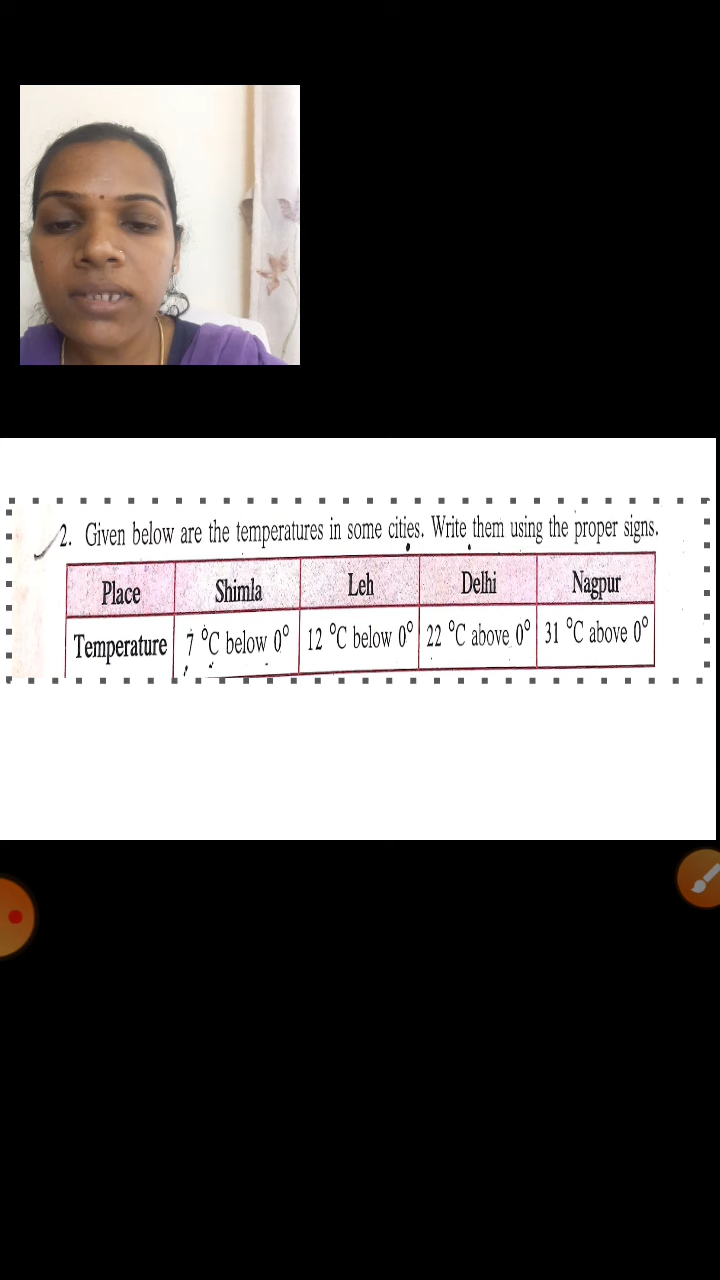 2. Given below are the temperatures in some cities. Write them using the proper signs.
Place Shimla Leh Delhi Nagpur
Temperature 7 °C below 0° 12 °C below 0° 22 °C above 0° 31 °C above 0°